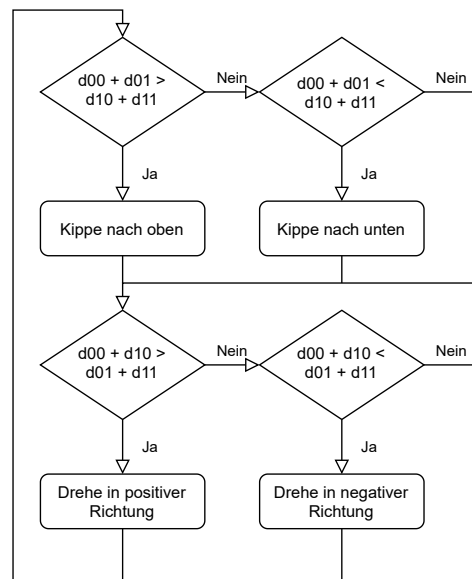 d00 + d01 >
d10 + d11
Nein
d00 + d01 <
d10 + d11
Nein
Ja
Ja
Kippe nach oben
Kippe nach unten
d00 + d10 >
d01 + d11
Nein
d00 + d10 <
d01 + d11
Nein
Ja
Ja
Drehe in positiver
Richtung
Drehe in negativer
Richtung